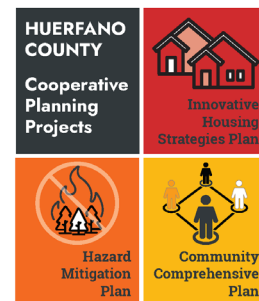 HUERFANO
COUNTY
Cooperative
Planning
Projects
Innovative
Housing
Strategies Plan
Hazard
Mitigation
Plan
Community
Comprehensive
Plan